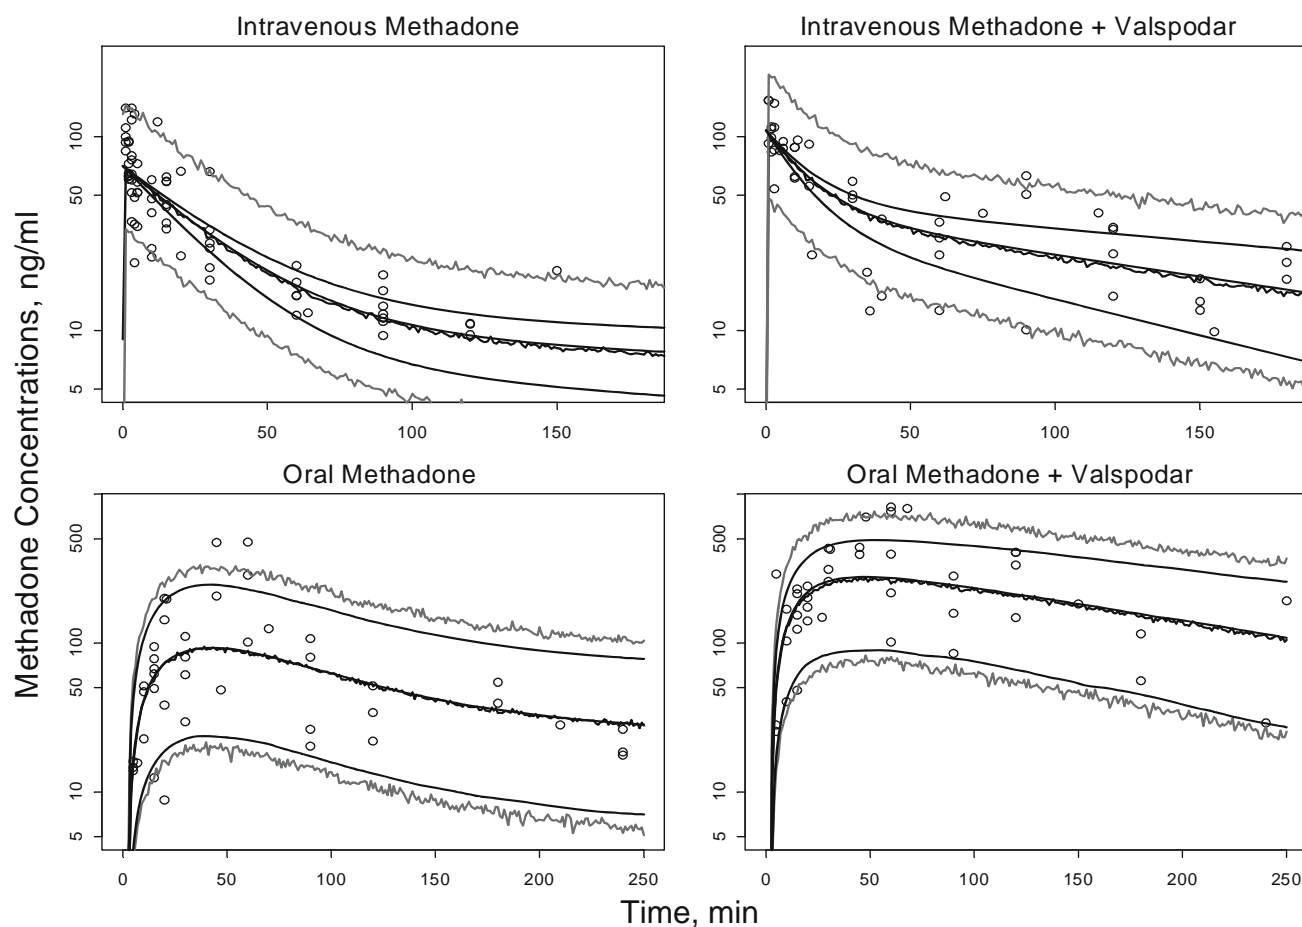 Intravenous Methadone
Intravenous Methadone + Valspodar
100
50
10
5
0 50 100 150
100
50
10
5
0 50 100 150
Methadone Concentrations, ng/ml
Oral Methadone
Oral Methadone + Valspodar
500
100
50
10
5
0 50 100 150 200 250
500
100
50
10
5
0 50 100 150 200 250
Time, min